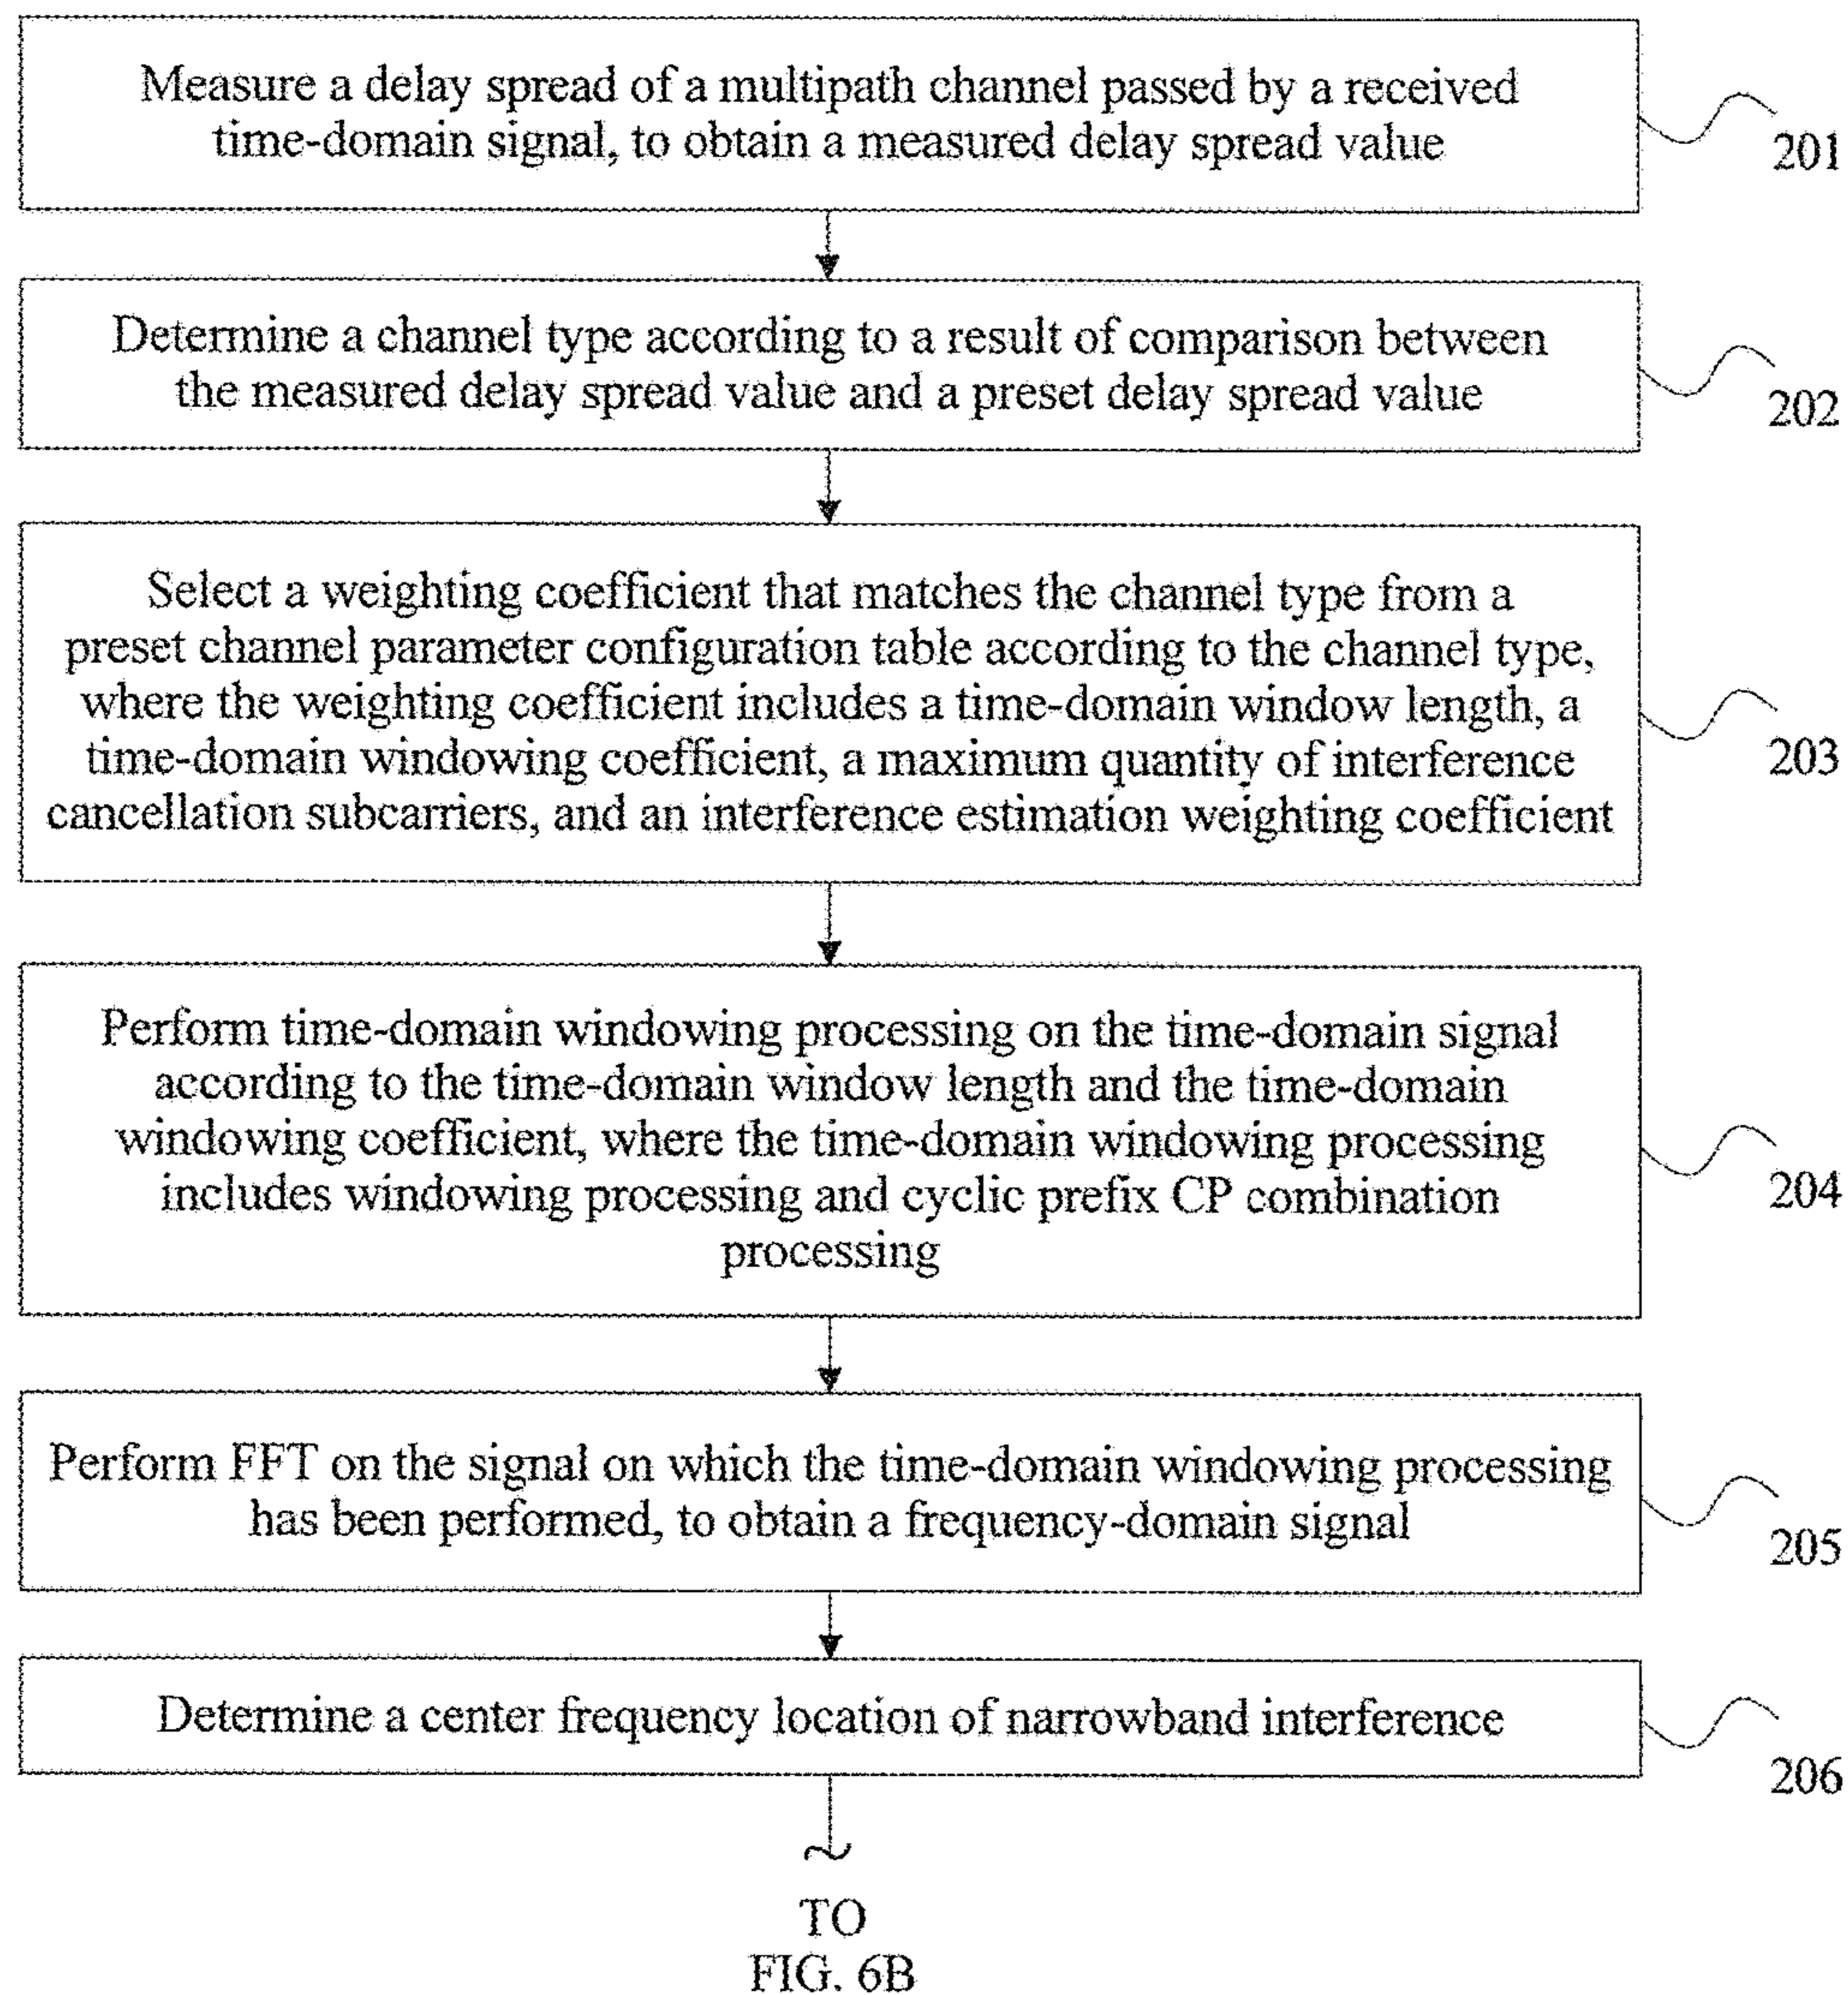 Measure a delay spread of a multipath channel passed by a received
time-domain signal, to obtain a measured delay spread value
201
Determine a channel type according to a result of comparison between
the measured delay spread value and a preset delay spread value
202
Select a weighting coefficient that matches the channel type from a
preset channel parameter configuration table according to the channel type,
where the weighting coefficient includes a time-domain window length, a
time-domain windowing coefficient, a maximum quantity of interference
cancellation subcarriers, and an interference estimation weighting coefficient
203
Perform time-domain windowing processing on the time-domain signal
according to the time-domain window length and the time-domain
windowing coefficient, where the time-domain windowing processing
includes windowing processing and cyclic prefix CP combination
processing
204
Perform FFT on the signal on which the time-domain windowing processing
has been performed, to obtain a frequency-domain signal
205
Determine a center frequency location of narrowband interference
206
TO
FIG. 6B